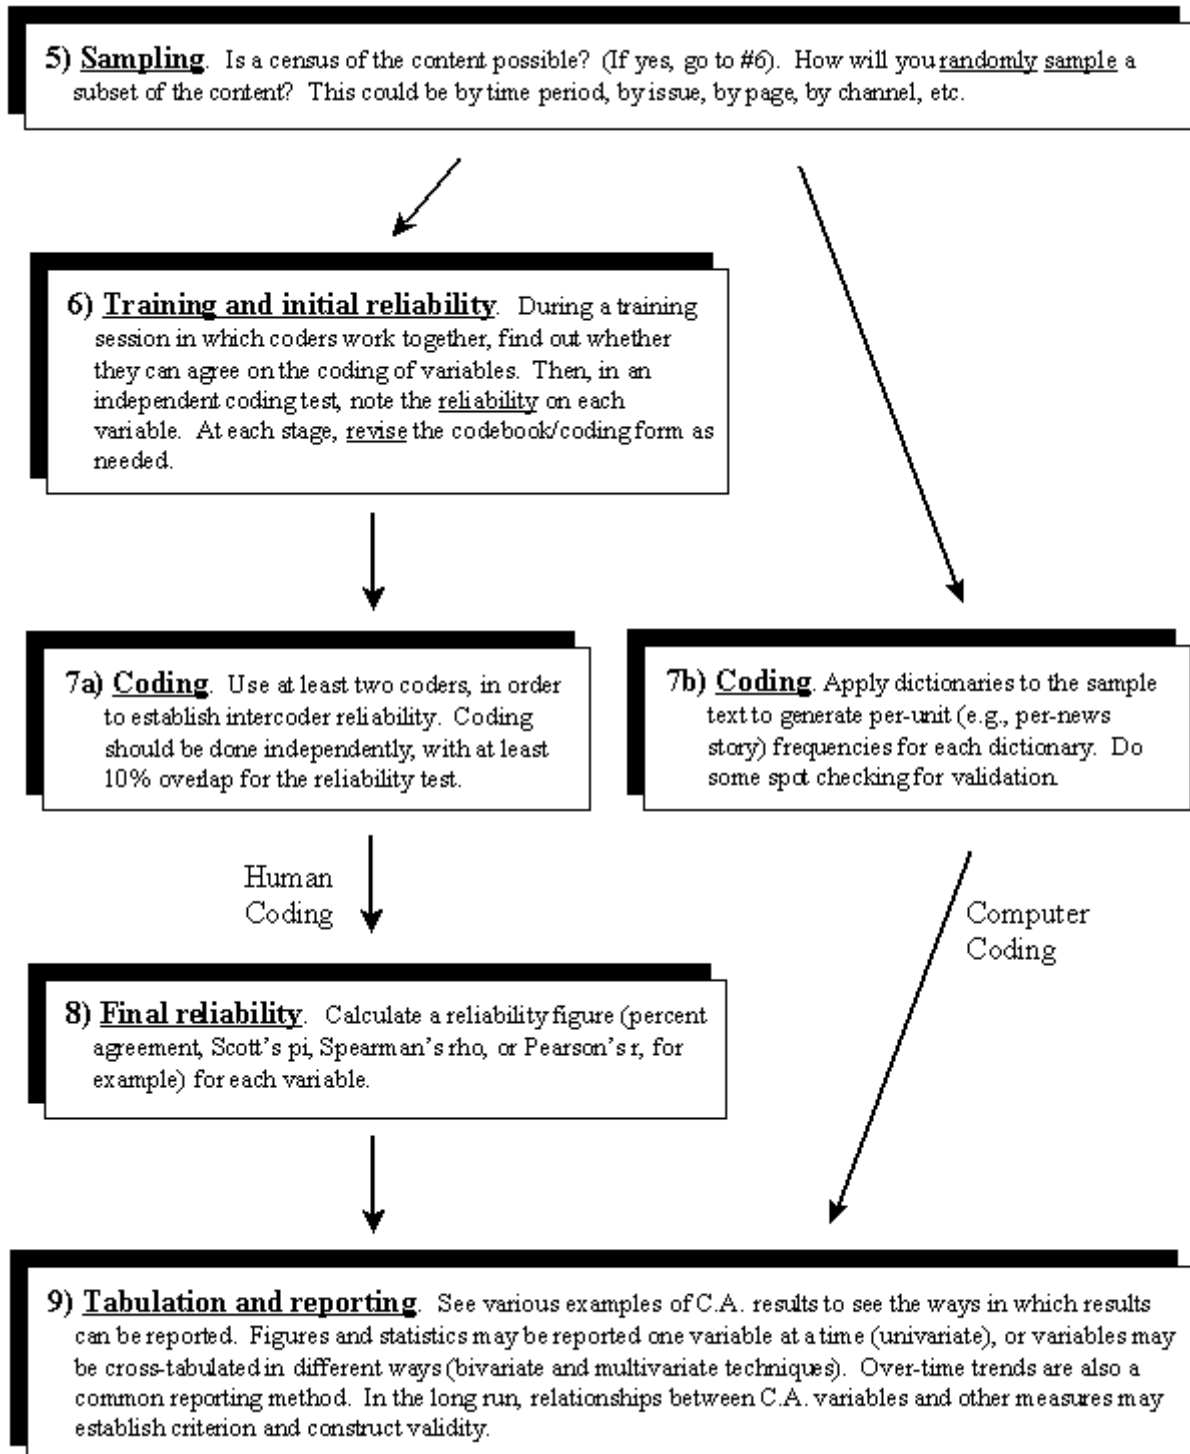 5) Sampling. Is a census of the content possible? (If yes, go to #6). How will you randomly sample a
subset of the content? This could be by time period, by issue, by page, by channel, etc.
6) Training and initial reliability. During a training
session in which coders work together, find out whether
they can agree on the coding of variables. Then, in an
independent coding test, note the reliability on each
variable. At each stage, revise the codebook/coding form as
needed.
7a) Coding. Use at least two coders, in order
to establish intercoder reliability. Coding
should be done independently, with at least
10% overlap for the reliability test.
7b) Coding. Apply dictionaries to the sample
text to generate per-unit (e.g., per-news
story) frequencies for each dictionary. Do
some spot checking for validation.
Human
Coding
Computer
Coding
8) Final reliability. Calculate a reliability figure (percent
agreement, Scott's pi, Spearman's rho, or Pearson's r, for
example) for each variable.
9) Tabulation and reporting. See various examples of C.A. results to see the ways in which results
can be reported. Figures and statistics may be reported one variable at a time (univariate), or variables may
be cross-tabulated in different ways (bivariate and multivariate techniques). Over-time trends are also a
common reporting method. In the long run, relationships between C.A. variables and other measures may
establish criterion and construct validity.